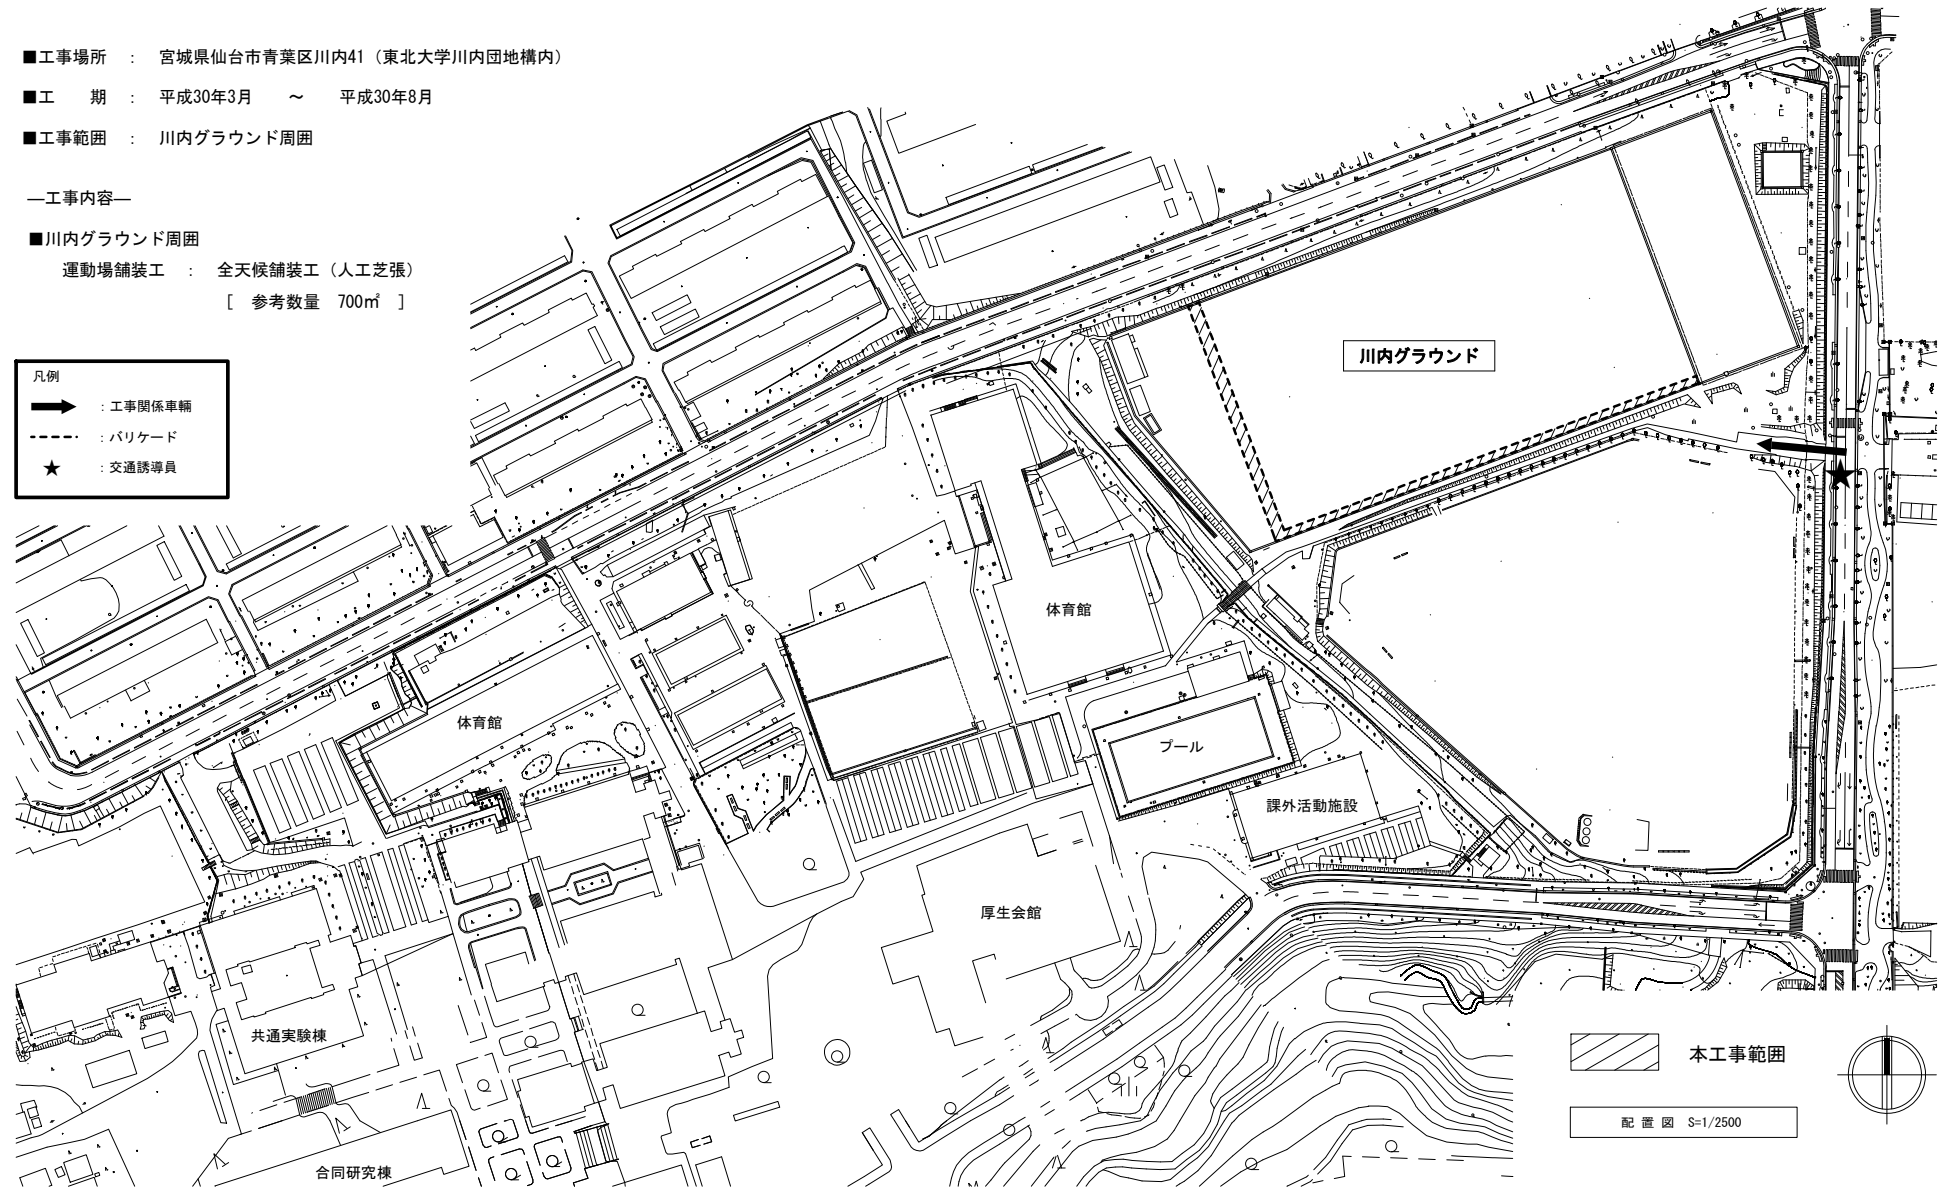 ■工事場所 ： 宮城県仙台市青葉区川内41（東北大学川内団地構内）
■工　期 ： 平成30年3月 ～ 平成30年8月
■工事範囲 ： 川内グラウンド周囲
―工事内容―
■川内グラウンド周囲
運動場舗装工 ： 全天候舗装工（人工芝張）
［ 参考数量 700㎡ ］
凡例
：工事関係車輌
：バリケード
：交通誘導員
川内グラウンド
体育館
体育館
プール
課外活動施設
厚生会館
共通実験棟
合同研究棟
本工事範囲
配 置 図 S=1/2500